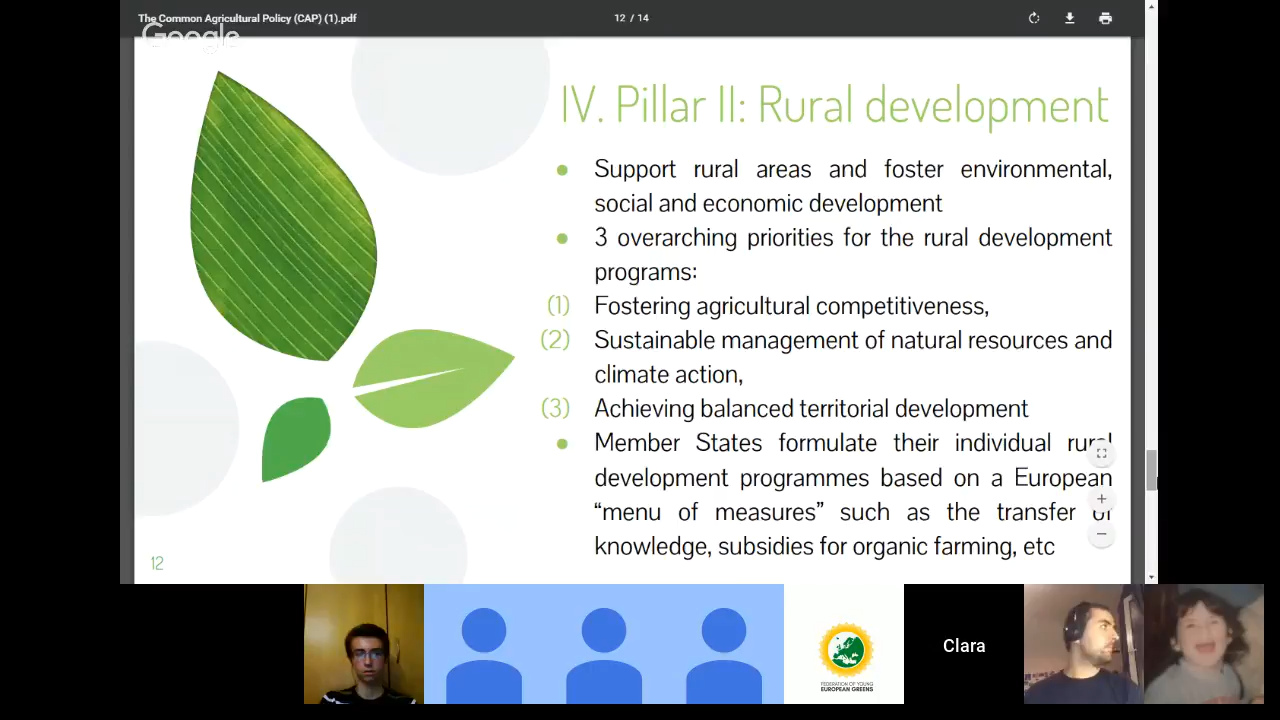 The Common Agricultural Policy (CAP) (1).pdf
12 / 14
Google
IV. Pillar II: Rural development
Support rural areas and foster environmental,
social and economic development
3 overarching priorities for the rural development
programs:
(1) Fostering agricultural competitiveness,
(2) Sustainable management of natural resources and
climate action,
(3) Achieving balanced territorial development
Member States formulate their individual rural
development programmes based on a European
“menu of measures” such as the transfer of
knowledge, subsidies for organic farming, etc
12
FEDERATION OF YOUNG
EUROPEAN GREENS
Clara